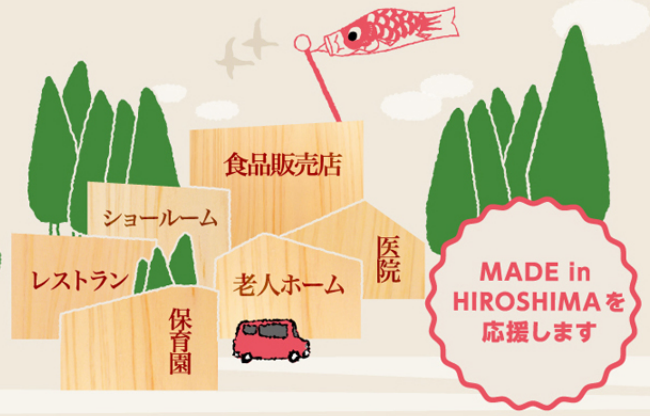 食品販売店
ショールーム
医院
レストラン
老人ホーム
保育園
MADE in
HIROSHIMAを
応援します